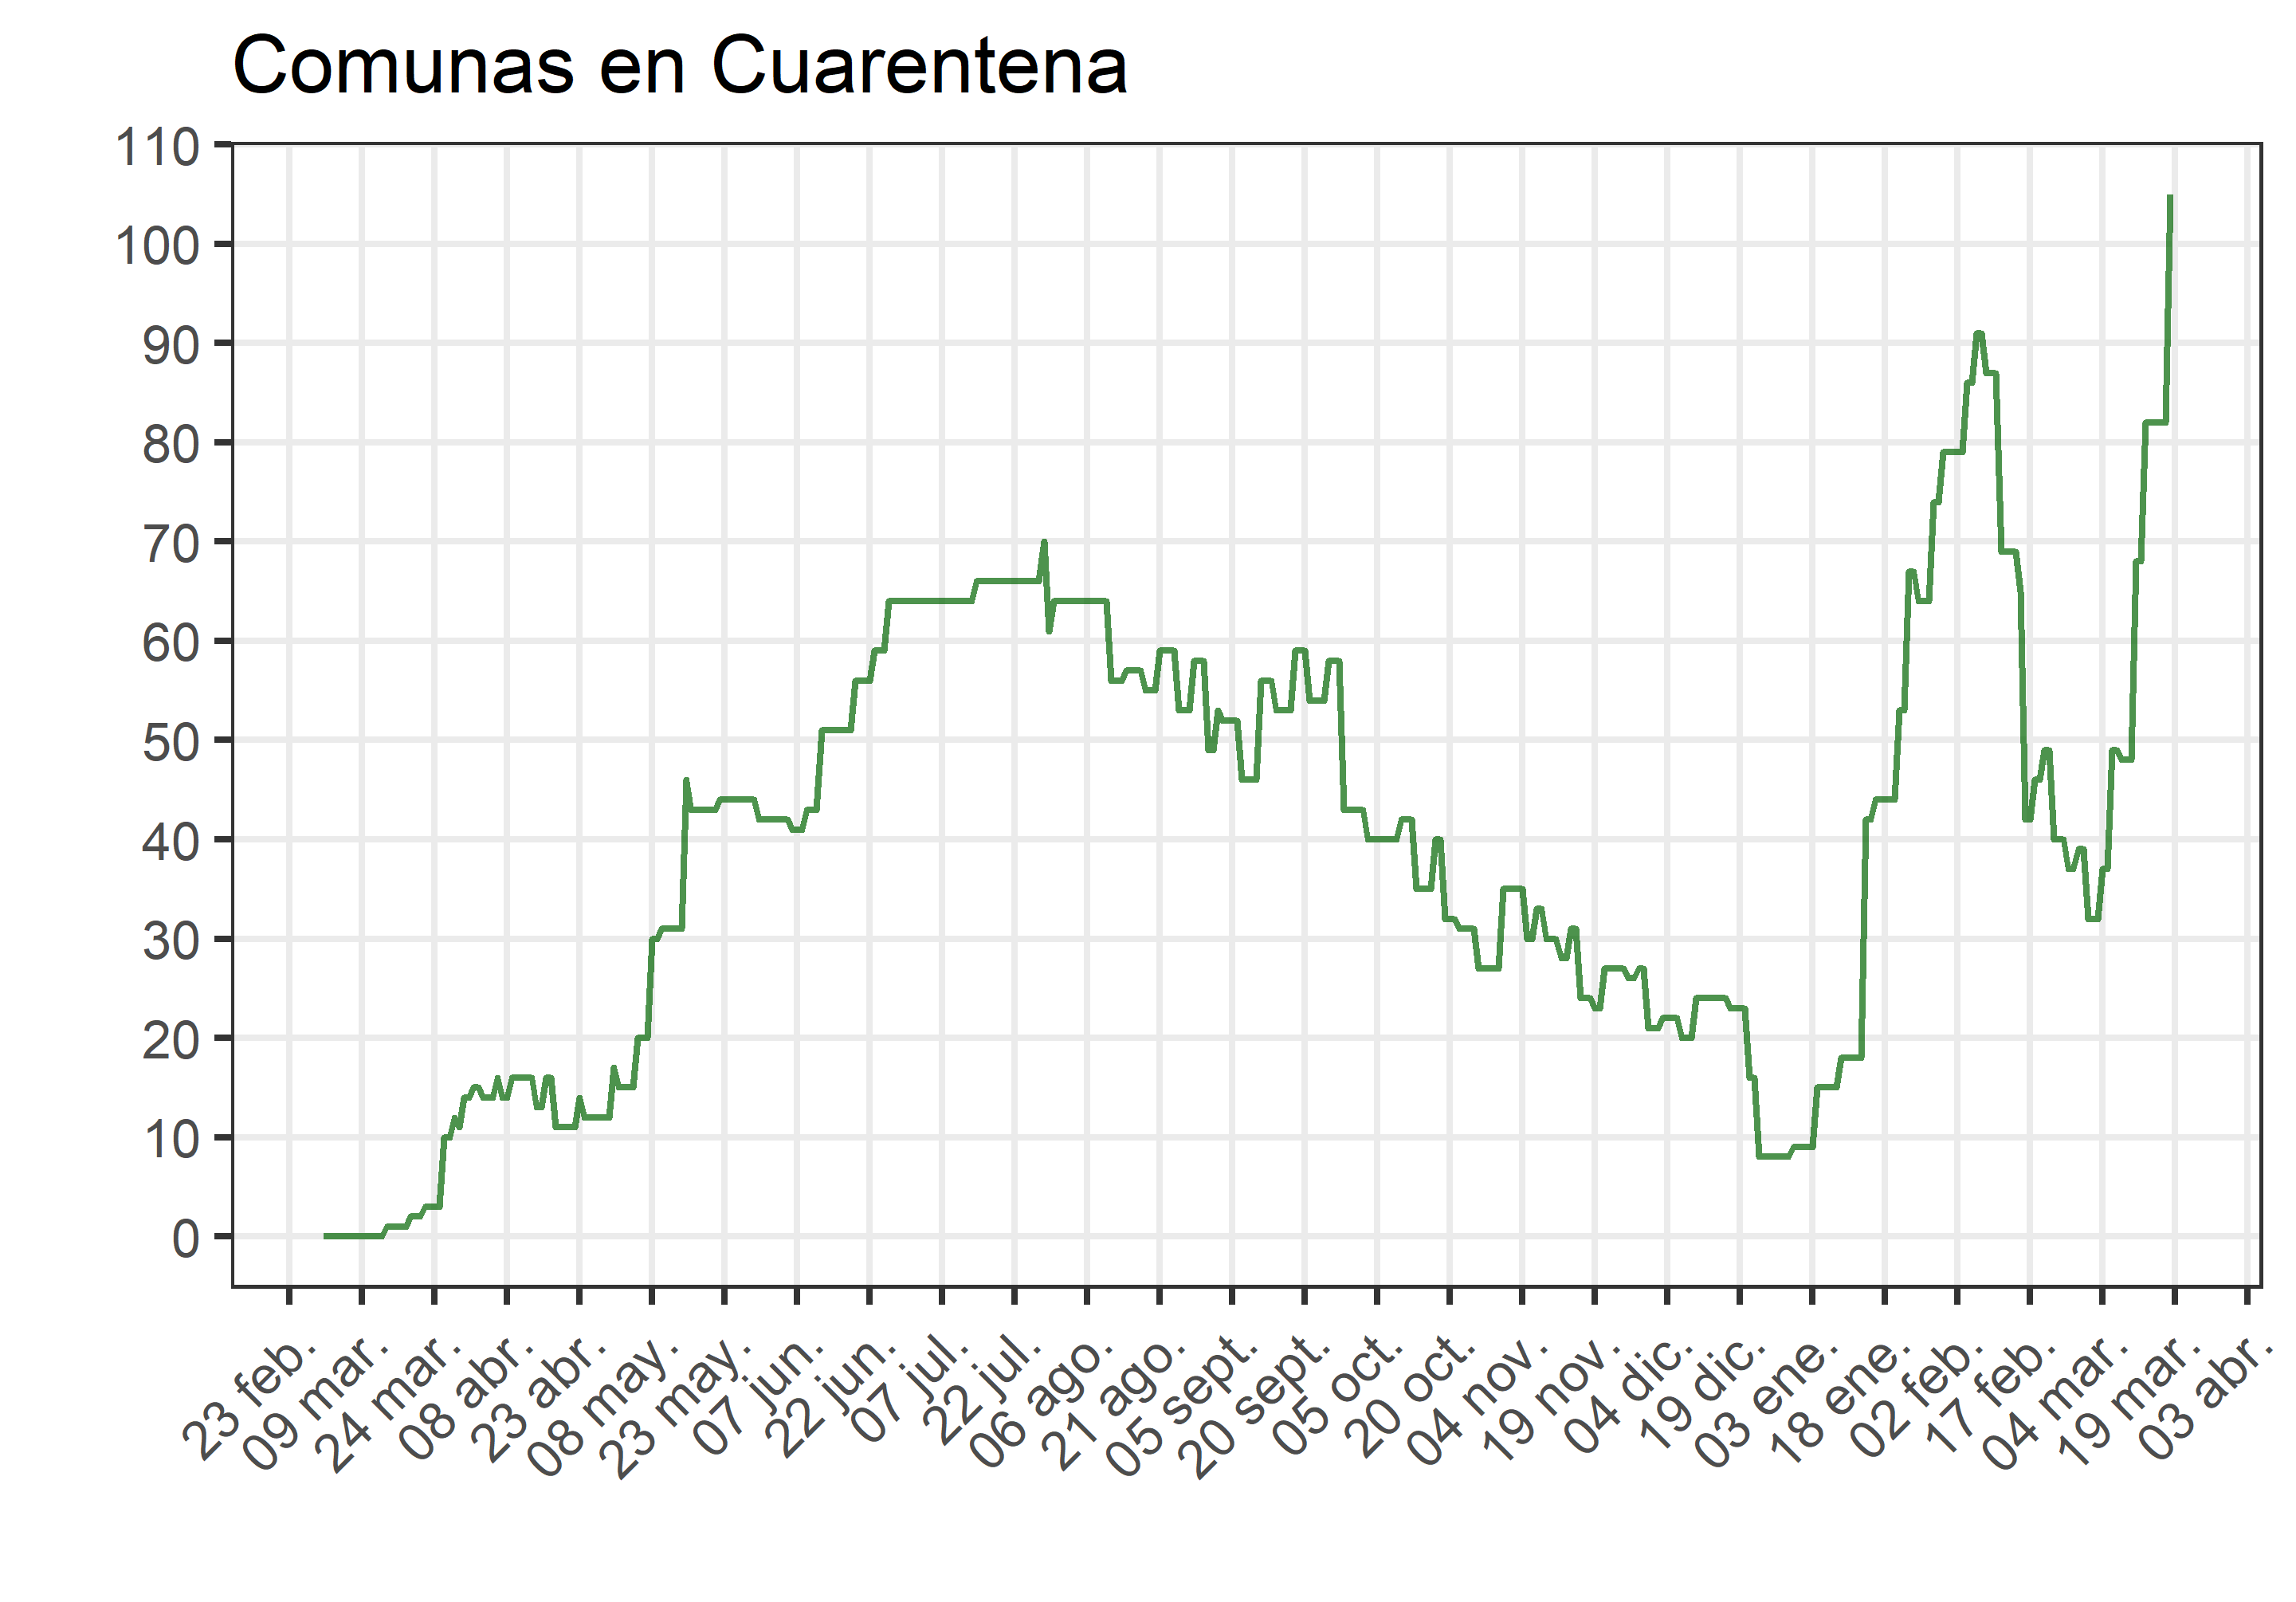 Comunas en Cuarentena
110
100
90
80
70
60
50
40
30
20
10
0
23 feb.
09 mar.
24 mar.
08 abr.
23 abr.
08 may.
23 may.
07 jun.
22 jun.
07 jul.
22 jul.
06 ago.
21 ago.
05 sept.
20 sept.
05 oct.
20 oct.
04 nov.
19 nov.
04 dic.
19 dic.
03 ene.
18 ene.
02 feb.
17 feb.
04 mar.
19 mar.
03 abr.